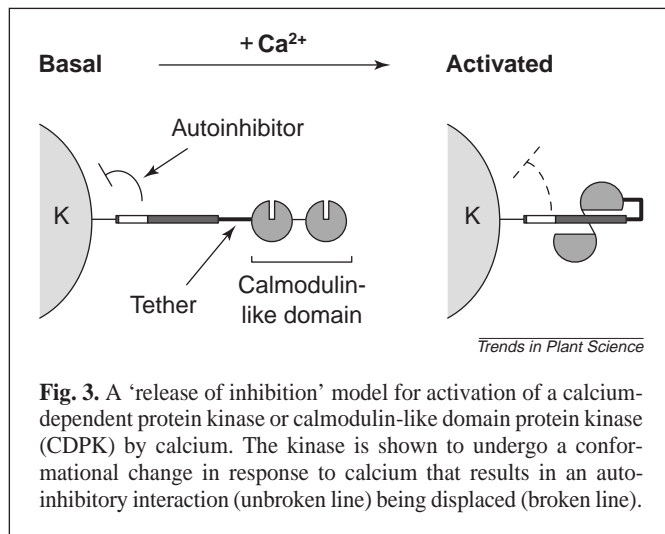 + Ca²⁺
Basal
Activated
Autoinhibitor
K
K
Tether
Calmodulin-
like domain
Trends in Plant Science
Fig. 3. A ‘release of inhibition’ model for activation of a calcium-
dependent protein kinase or calmodulin-like domain protein kinase
(CDPK) by calcium. The kinase is shown to undergo a confor-
mational change in response to calcium that results in an auto-
inhibitory interaction (unbroken line) being displaced (broken line).